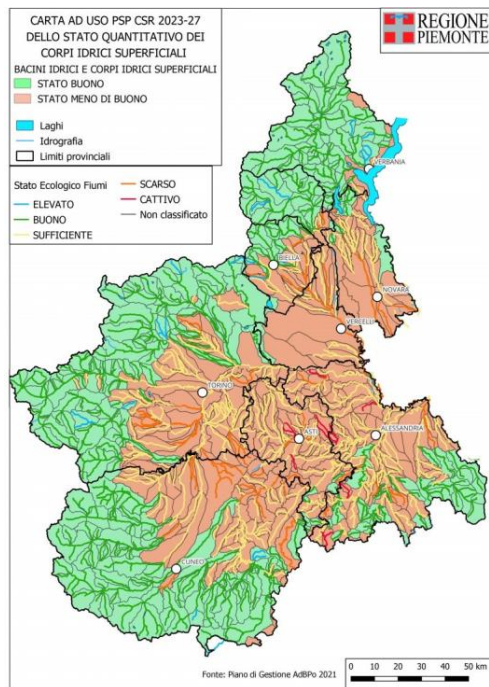 CARTA AD USO PSP CSR 2023-27
DELLO STATO QUANTITATIVO DEI
CORPI IDRICI SUPERFICIALI
BACINI IDRICI E CORPI IDRICI SUPERFICIALI
STATO BUONO
STATO MENO DI BUONO
Laghi
Idrografia
Limiti provinciali
Stato Ecologico Fiumi
ELEVATO
BUONO
SUFFICIENTE
SCARSO
CATTIVO
Non classificato
REGIONE
PIEMONTE
VERBANIA
BIELLA
NOVARA
VERCELLI
TORINO
ASTI
ALESSANDRIA
CUNEO
Fonte: Piano di Gestione AdBPo 2021
0 10 20 30 40 50 km